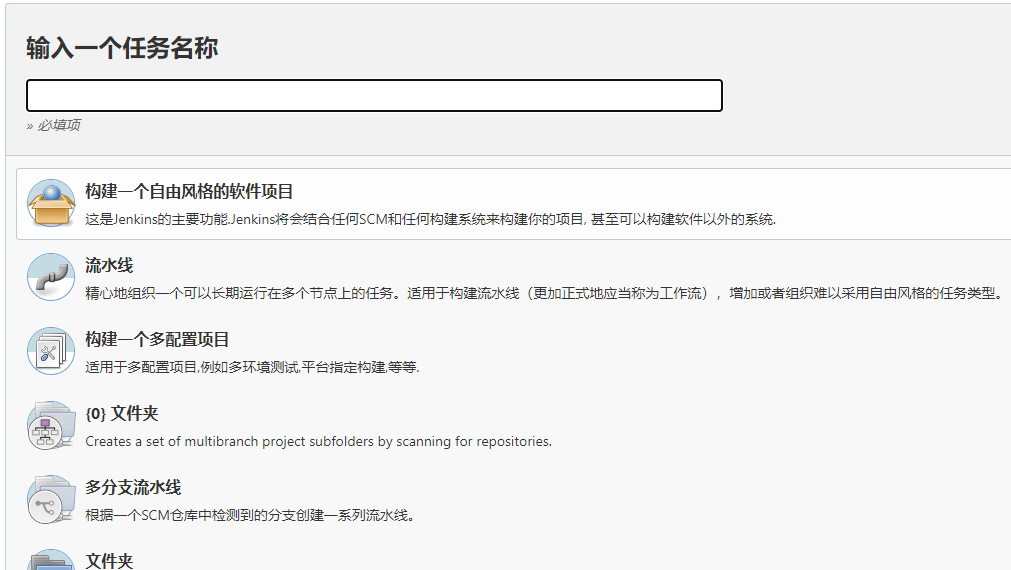 输入一个任务名称
» 必填项
构建一个自由风格的软件项目
这是Jenkins的主要功能.Jenkins将会结合任何SCM和任何构建系统来构建你的项目, 甚至可以构建软件以外的系统.
流水线
精心地组织一个可以长期运行在多个节点上的任务。适用于构建流水线（更加正式地应当称为工作流），增加或者组织难以采用自由风格的任务类型。
构建一个多配置项目
适用于多配置项目,例如多环境测试,平台指定构建,等等.
{0} 文件夹
Creates a set of multibranch project subfolders by scanning for repositories.
多分支流水线
根据一个SCM仓库中检测到的分支创建一系列流水线。
文件夹